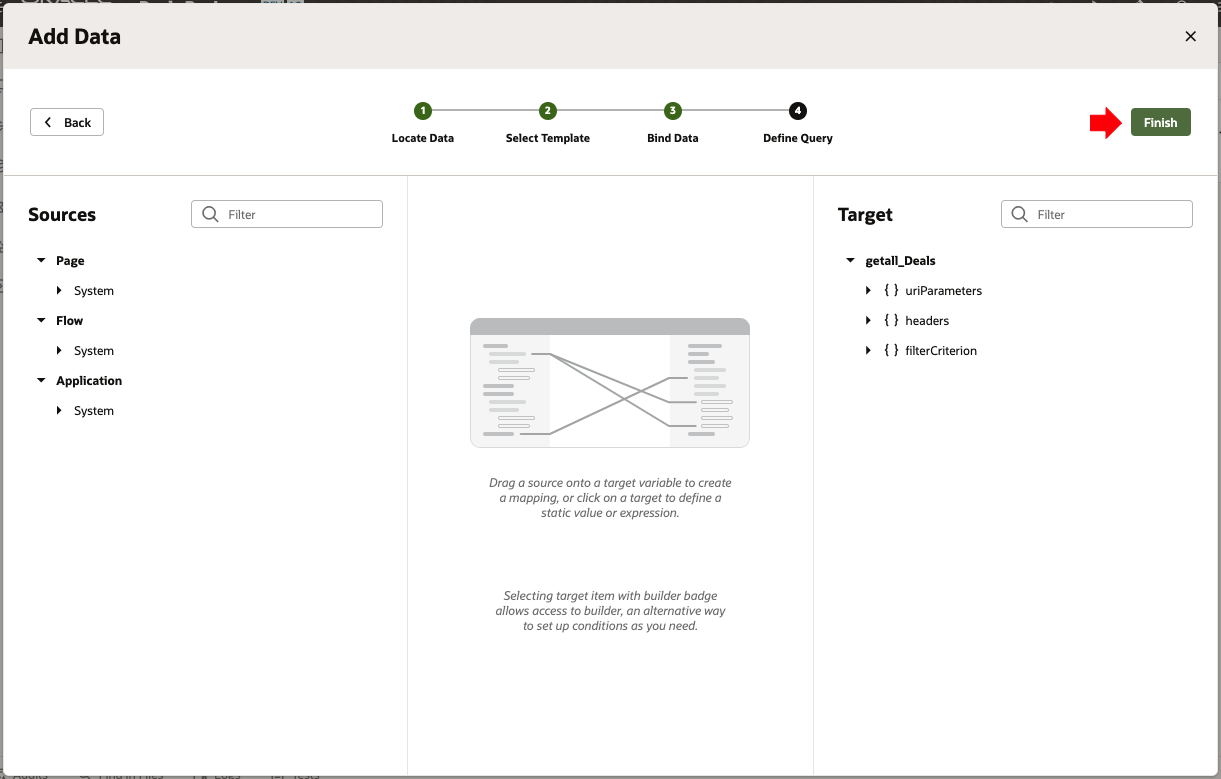 Add Data
Back
1
2
3
4
Locate Data
Select Template
Bind Data
Define Query
Finish
Sources
Filter
Page
System
Flow
System
Application
System
Drag a source onto a target variable to create
a mapping, or click on a target to define a
static value or expression.
Selecting target item with builder badge
allows access to builder, an alternative way
to set up conditions as you need.
Target
Filter
getall_Deals
{ } uriParameters
{ } headers
{ } filterCriterion